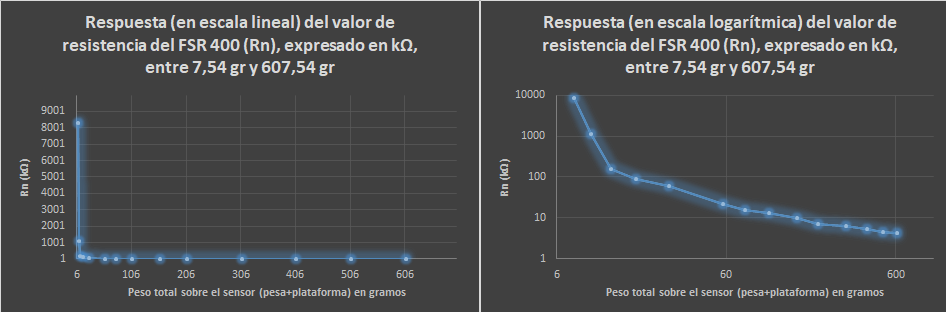 Respuesta (en escala lineal) del valor de
resistencia del FSR 400 (Rn), expresado en kΩ,
entre 7,54 gr y 607,54 gr
9001
8001
7001
6001
5001
4001
3001
2001
1001
1
Rn (kΩ)
6 106 206 306 406 506 606
Peso total sobre el sensor (pesa+plataforma) en gramos
Respuesta (en escala logarítmica) del valor de
resistencia del FSR 400 (Rn), expresado en kΩ,
entre 7,54 gr y 607,54 gr
10000
1000
100
10
1
Rn (kΩ)
6 60 600
Peso total sobre el sensor (pesa+plataforma) en gramos